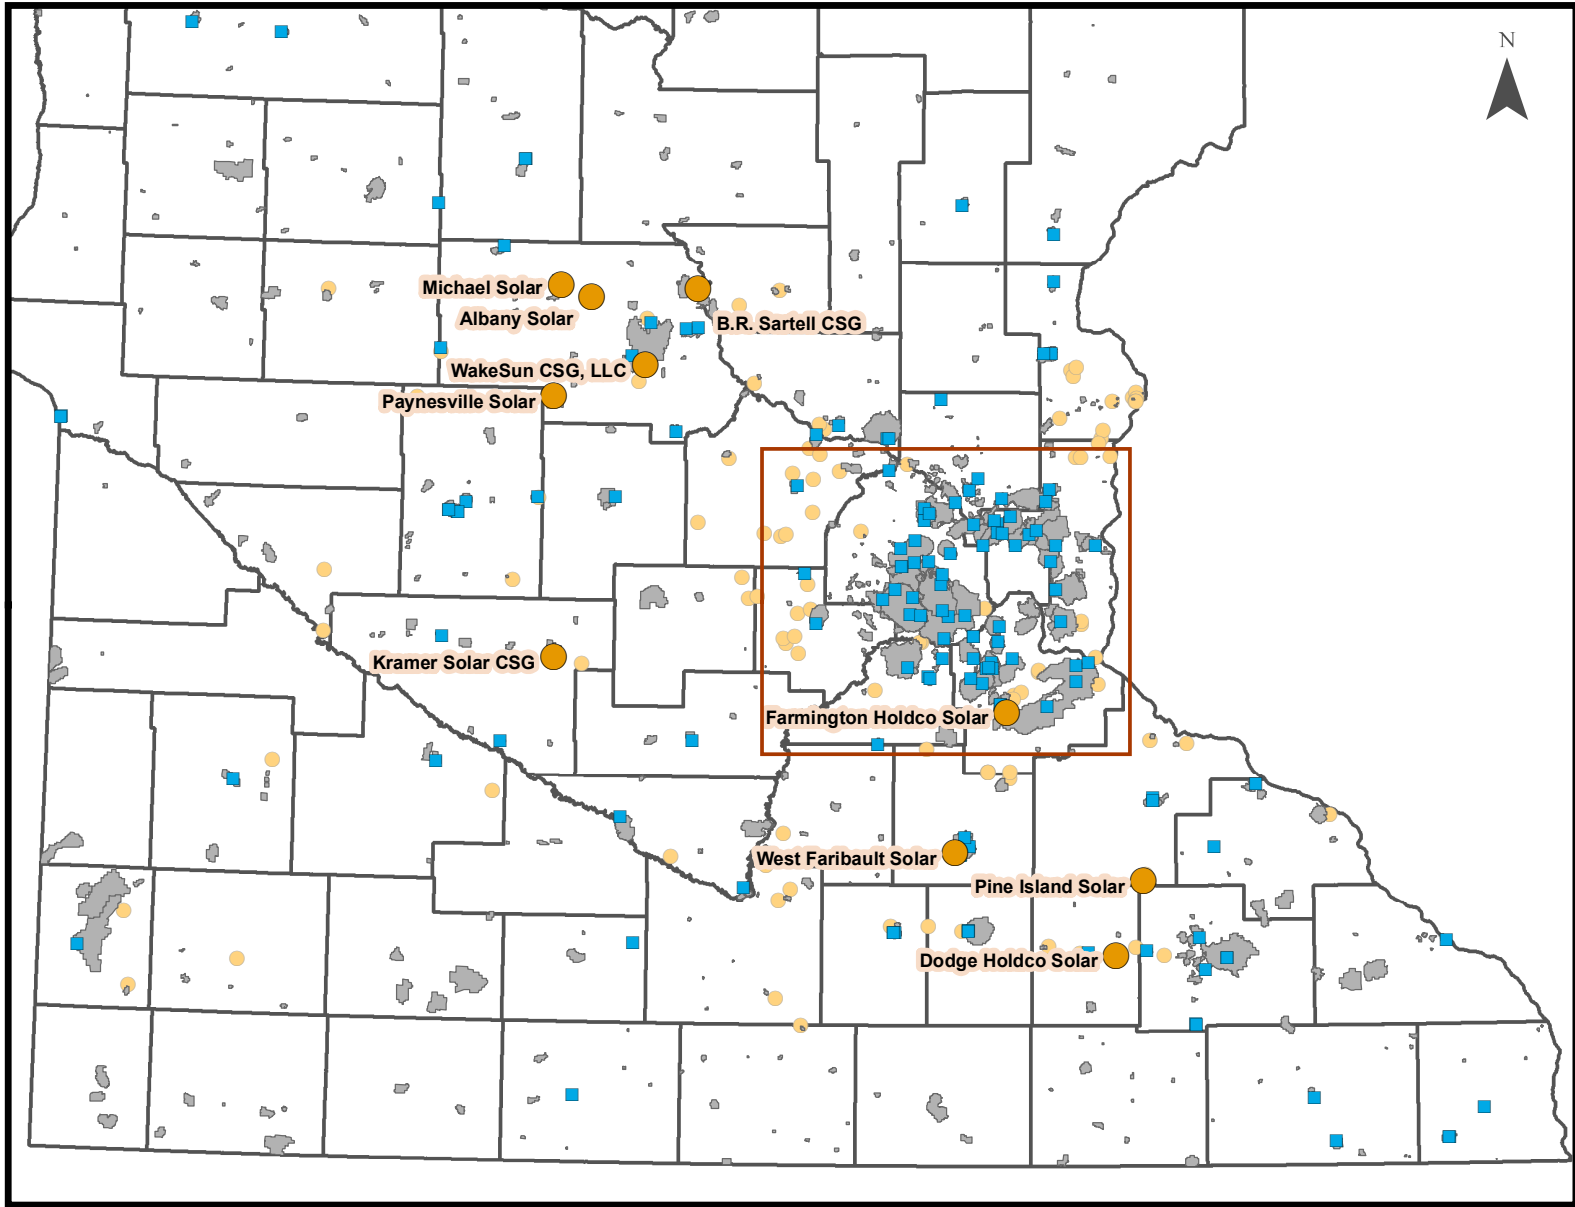 N
Michael Solar
Albany Solar
B.R. Sartell CSG
WakeSun CSG, LLC
Paynesville Solar
Kramer Solar CSG
Farmington Holdco Solar
West Faribault Solar
Pine Island Solar
Dodge Holdco Solar